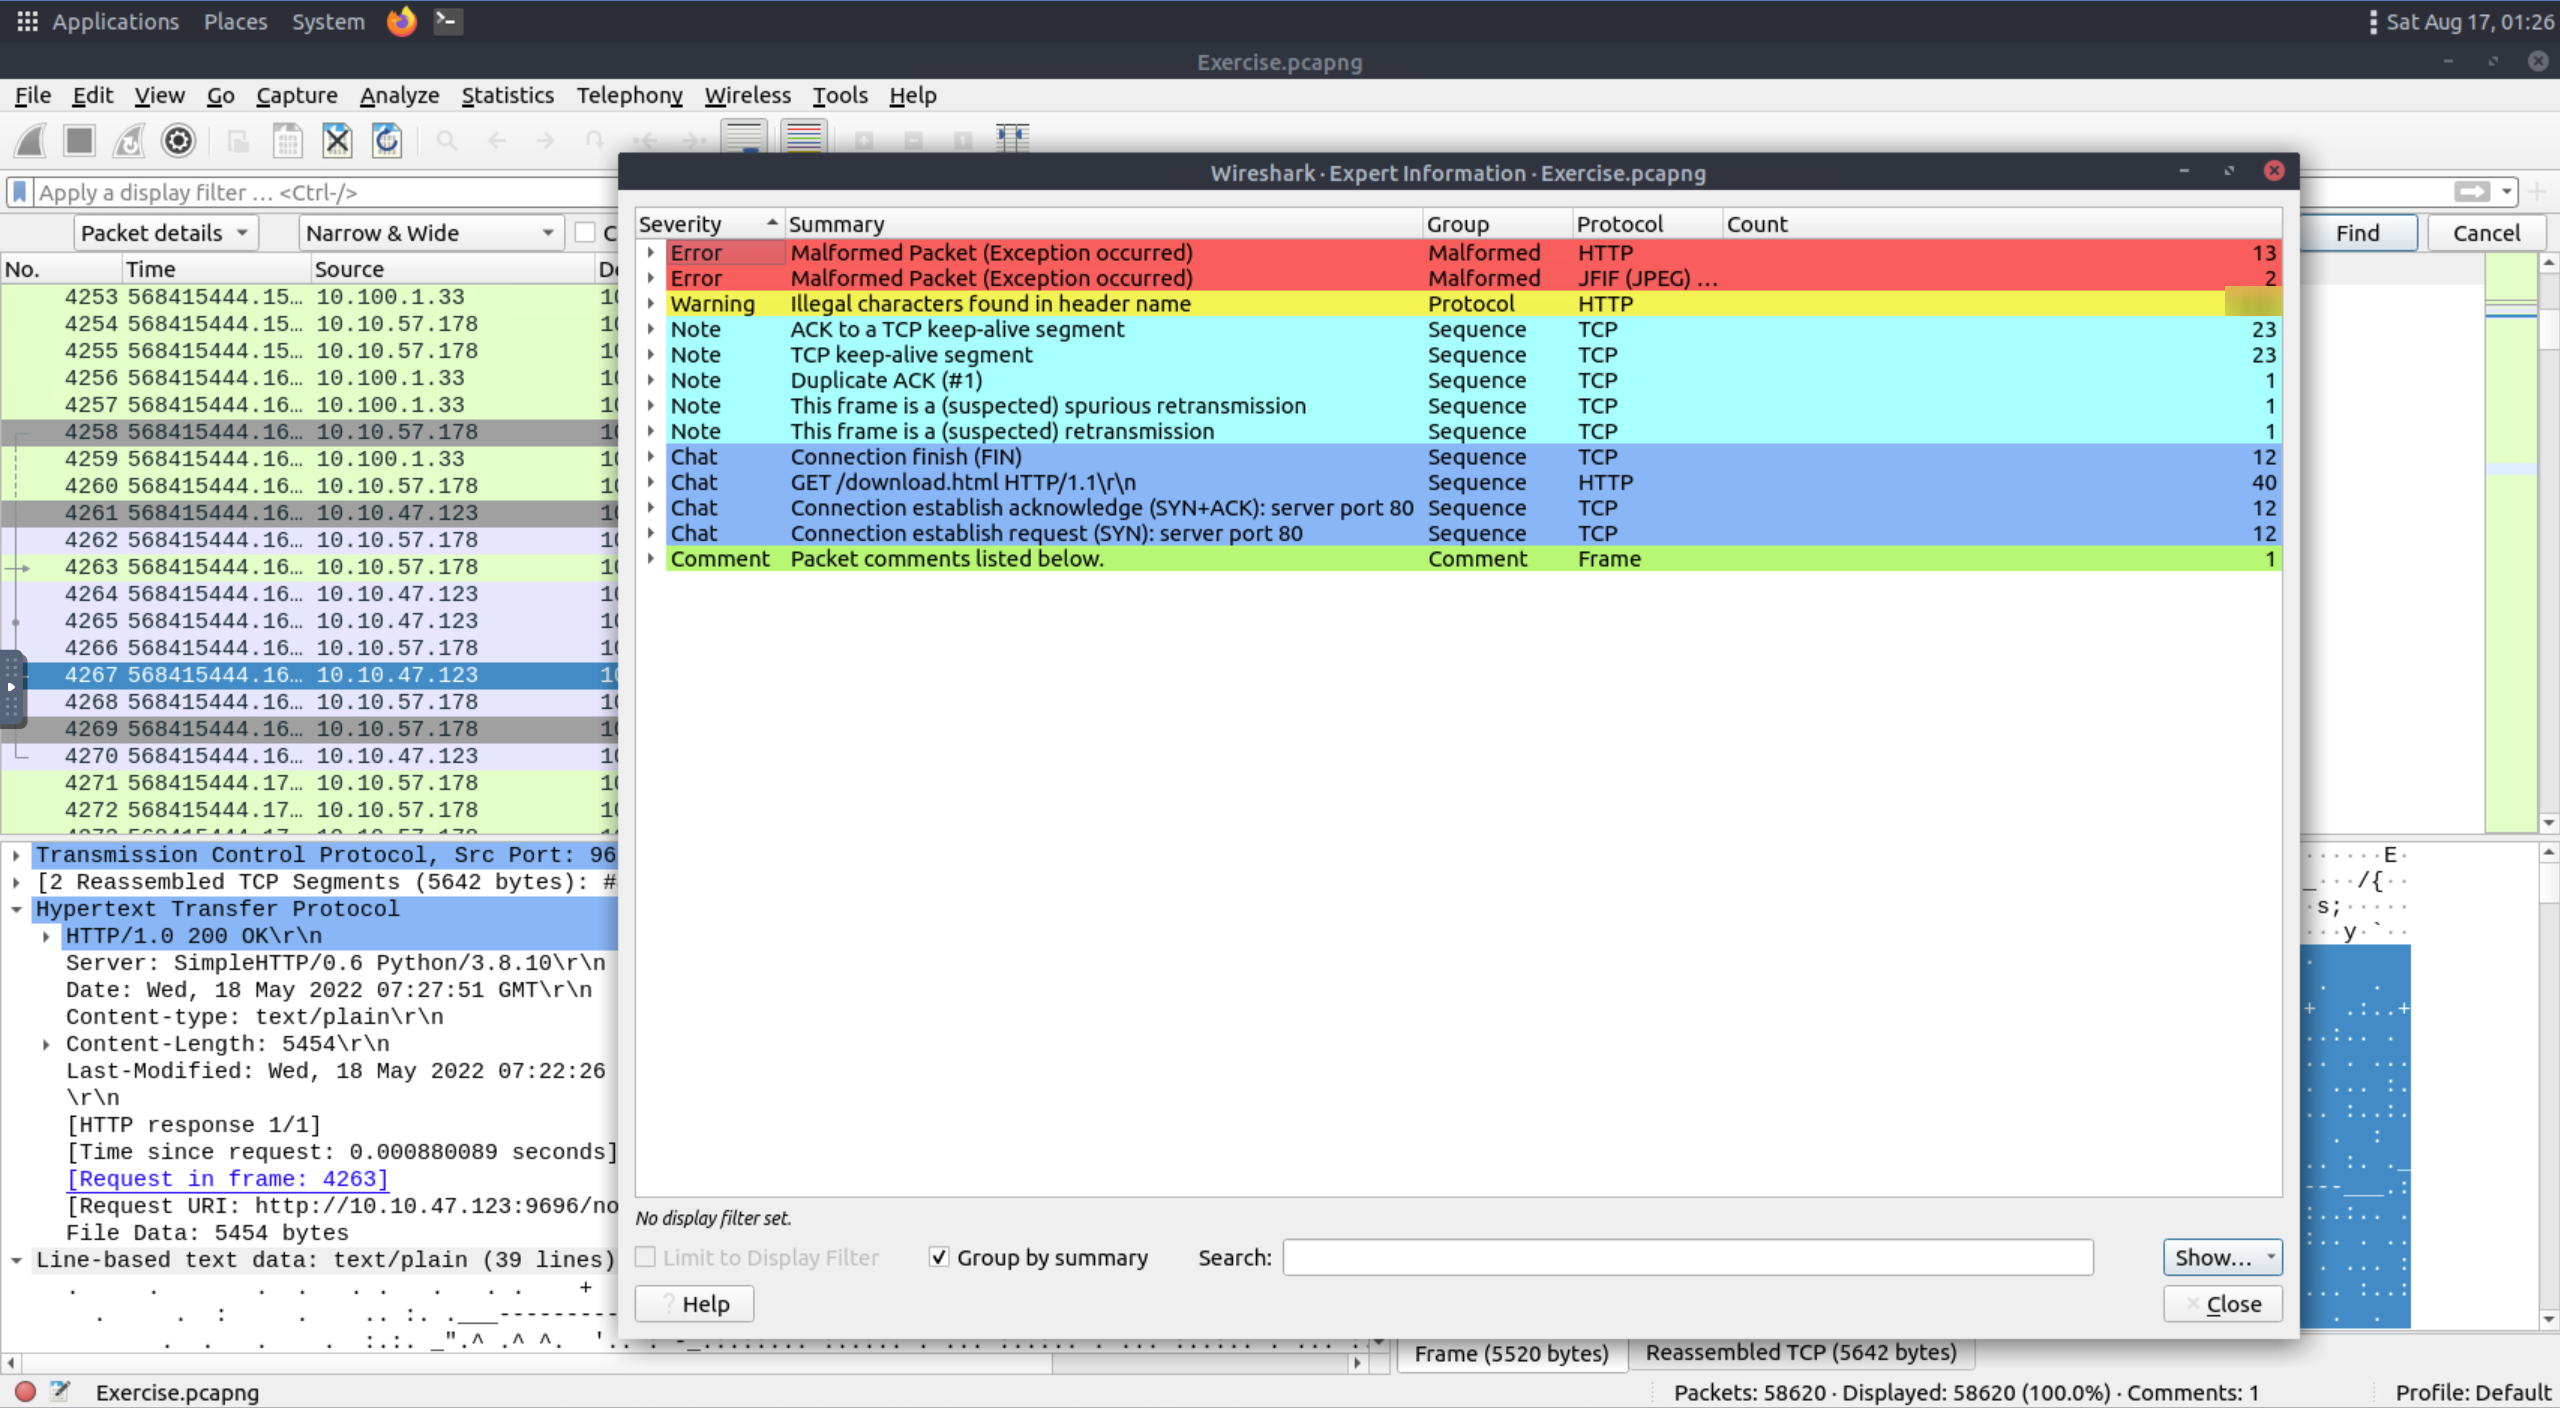 Applications Places System Sat Aug 17, 01:26
Exercise.pcapng
File Edit View Go Capture Analyze Statistics Telephony Wireless Tools Help
Apply a display filter … <Ctrl-/>
Packet details Narrow & Wide C Find Cancel
No. Time Source
4253 568415444.15… 10.100.1.33
4254 568415444.15… 10.10.57.178
4255 568415444.15… 10.10.57.178
4256 568415444.16… 10.100.1.33
4257 568415444.16… 10.100.1.33
4258 568415444.16… 10.10.57.178
4259 568415444.16… 10.100.1.33
4260 568415444.16… 10.10.57.178
4261 568415444.16… 10.10.47.123
4262 568415444.16… 10.10.57.178
4263 568415444.16… 10.10.57.178
4264 568415444.16… 10.10.47.123
4265 568415444.16… 10.10.47.123
4266 568415444.16… 10.10.57.178
4267 568415444.16… 10.10.47.123
4268 568415444.16… 10.10.57.178
4269 568415444.16… 10.10.57.178
4270 568415444.16… 10.10.47.123
4271 568415444.17… 10.10.57.178
4272 568415444.17… 10.10.57.178
Transmission Control Protocol, Src Port: 96
[2 Reassembled TCP Segments (5642 bytes): #
Hypertext Transfer Protocol
HTTP/1.0 200 OK\r\n
Server: SimpleHTTP/0.6 Python/3.8.10\r\n
Date: Wed, 18 May 2022 07:27:51 GMT\r\n
Content-type: text/plain\r\n
Content-Length: 5454\r\n
Last-Modified: Wed, 18 May 2022 07:22:26
\r\n
[HTTP response 1/1]
[Time since request: 0.000880089 seconds]
[Request in frame: 4263]
[Request URI: http://10.10.47.123:9696/no
File Data: 5454 bytes
Line-based text data: text/plain (39 lines)
Wireshark · Expert Information · Exercise.pcapng
Severity Summary Group Protocol Count
Error Malformed Packet (Exception occurred) Malformed HTTP 13
Error Malformed Packet (Exception occurred) Malformed JFIF (JPEG) … 2
Warning Illegal characters found in header name Protocol HTTP
Note ACK to a TCP keep-alive segment Sequence TCP 23
Note TCP keep-alive segment Sequence TCP 23
Note Duplicate ACK (#1) Sequence TCP 1
Note This frame is a (suspected) spurious retransmission Sequence TCP 1
Note This frame is a (suspected) retransmission Sequence TCP 1
Chat Connection finish (FIN) Sequence TCP 12
Chat GET /download.html HTTP/1.1\r\n Sequence HTTP 40
Chat Connection establish acknowledge (SYN+ACK): server port 80 Sequence TCP 12
Chat Connection establish request (SYN): server port 80 Sequence TCP 12
Comment Packet comments listed below. Comment Frame 1
No display filter set.
Limit to Display Filter Group by summary Search: Show…
Help Close
Frame (5520 bytes) Reassembled TCP (5642 bytes)
Exercise.pcapng Packets: 58620 · Displayed: 58620 (100.0%) · Comments: 1 Profile: Default